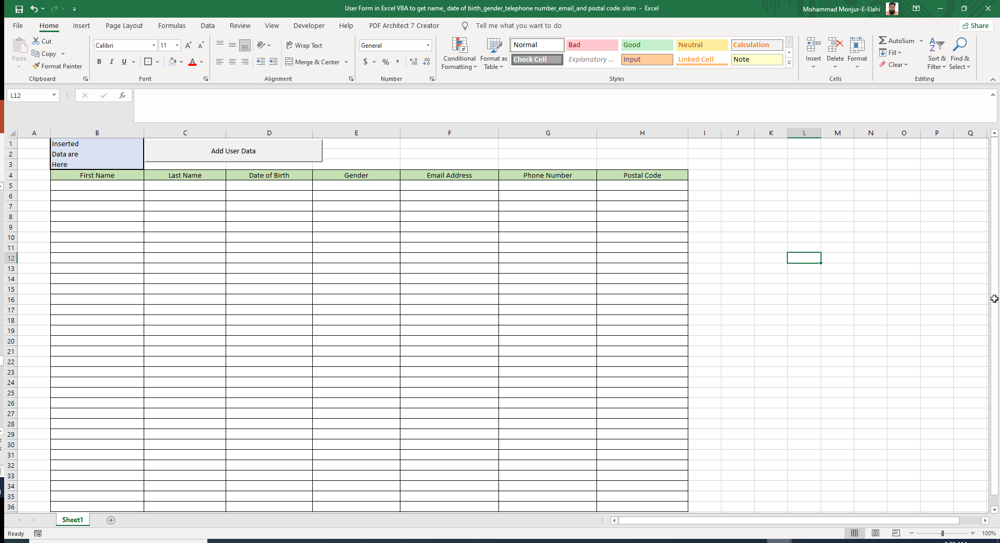 User Form in Excel VBA to get name_ date of birth_gender_telephone number_email_and postal code .xlsm - Excel
Mohammad Monjur-E-Elahi
File Home Insert Page Layout Formulas Data Review View Developer Help PDF Architect 7 Creator Tell me what you want to do Share
Paste
Cut
Copy
Format Painter
Clipboard
Calibri 11
B I U
Font
Wrap Text
Merge & Center
Alignment
General
$ % ,
Number
Conditional Formatting
Format as Table
Normal Bad Good Neutral Calculation
Check Cell Explanatory ... Input Linked Cell Note
Styles
Insert Delete Format
Cells
AutoSum
Fill
Clear
Sort & Filter
Find & Select
Editing
L12
fx
A B C D E F G H I J K L M N O P Q
1 Inserted
2 Data are
3 Here
Add User Data
4 First Name Last Name Date of Birth Gender Email Address Phone Number Postal Code
5
6
7
8
9
10
11
12
13
14
15
16
17
18
19
20
21
22
23
24
25
26
27
28
29
30
31
32
33
34
35
36
Sheet1
Ready
100%